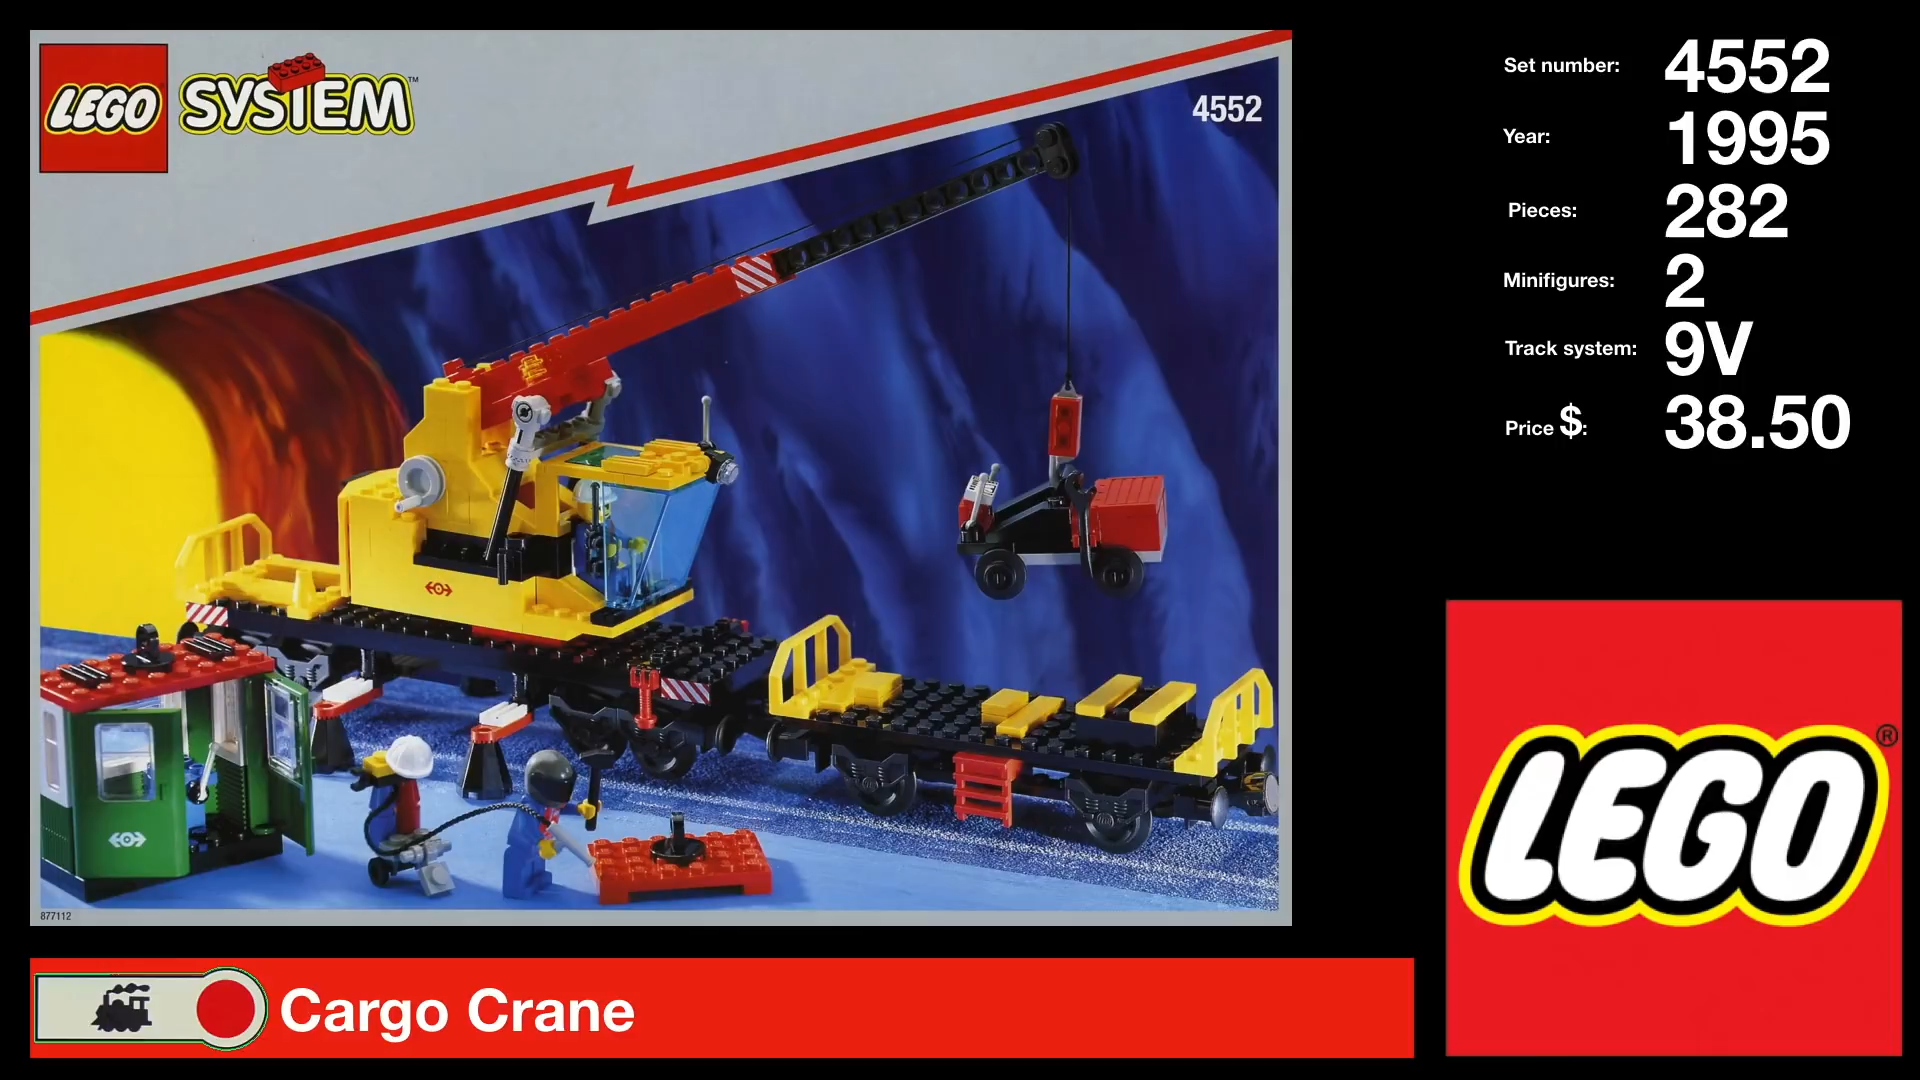 LEGO SYSTEM™
4552
877112
Set number: 4552
Year: 1995
Pieces: 282
Minifigures: 2
Track system: 9V
Price $: 38.50
LEGO®
Cargo Crane